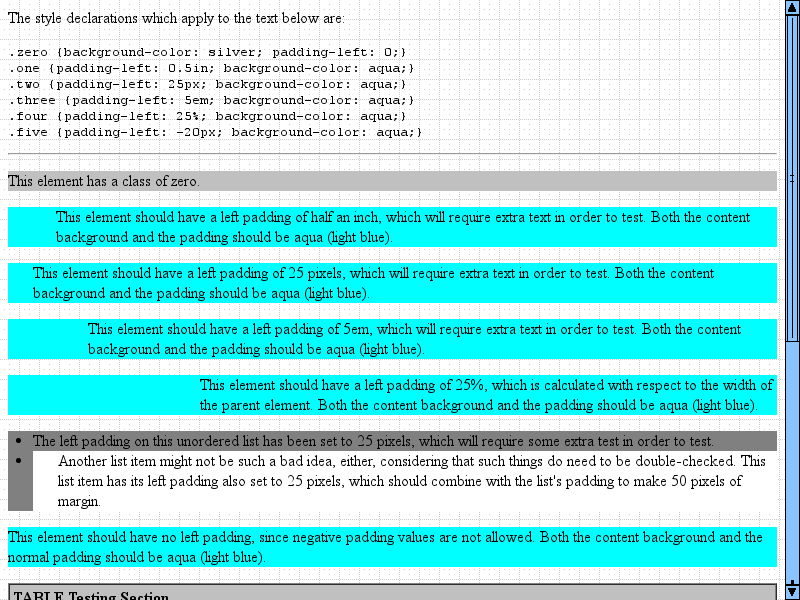 The style declarations which apply to the text below are:
.zero {background-color: silver; padding-left: 0;}
.one {padding-left: 0.5in; background-color: aqua;}
.two {padding-left: 25px; background-color: aqua;}
.three {padding-left: 5em; background-color: aqua;}
.four {padding-left: 25%; background-color: aqua;}
.five {padding-left: -20px; background-color: aqua;}
This element has a class of zero.
This element should have a left padding of half an inch, which will require extra text in order to test. Both the content
background and the padding should be aqua (light blue).
This element should have a left padding of 25 pixels, which will require extra text in order to test. Both the content
background and the padding should be aqua (light blue).
This element should have a left padding of 5em, which will require extra text in order to test. Both the content
background and the padding should be aqua (light blue).
This element should have a left padding of 25%, which is calculated with respect to the width of
the parent element. Both the content background and the padding should be aqua (light blue).
The left padding on this unordered list has been set to 25 pixels, which will require some extra test in order to test.
Another list item might not be such a bad idea, either, considering that such things do need to be double-checked. This
list item has its left padding also set to 25 pixels, which should combine with the list's padding to make 50 pixels of
margin.
This element should have no left padding, since negative padding values are not allowed. Both the content background and the
normal padding should be aqua (light blue).
TABLE Testing Section